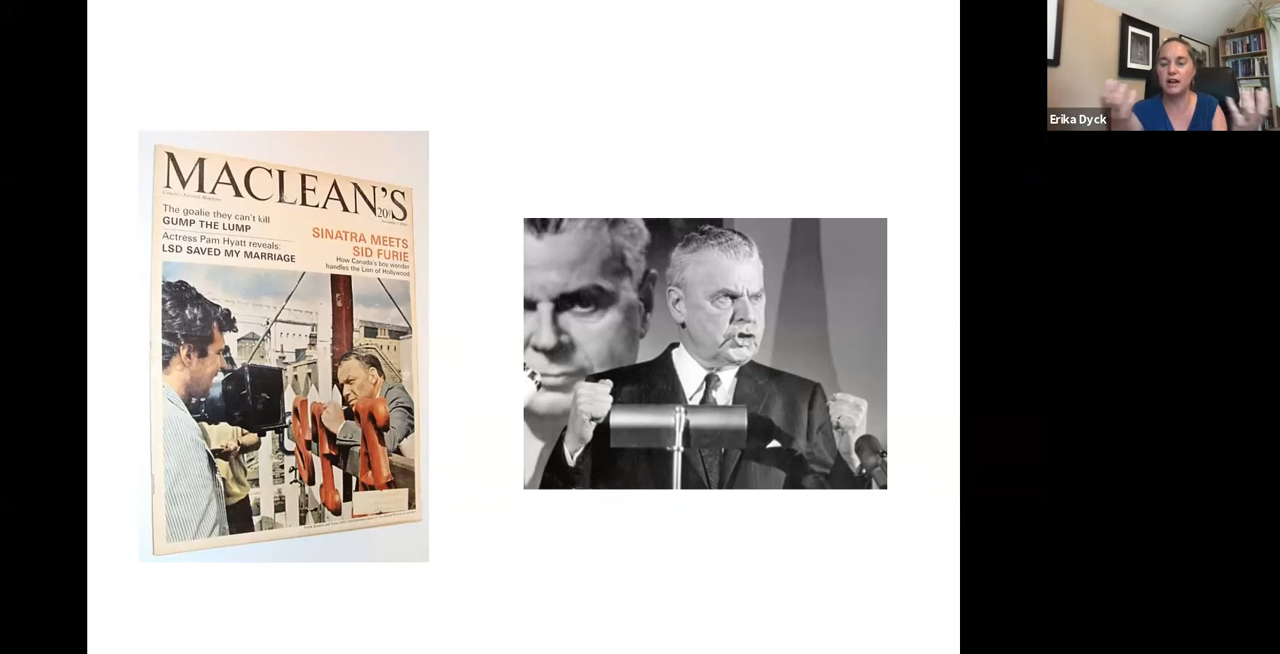 MACLEAN'S
20¢
The goalie they can't kill
GUMP THE LUMP
Actress Pam Hyatt reveals:
LSD SAVED MY MARRIAGE
SINATRA MEETS
SID FURIE
How Canada's boy wonder
handles the Lion of Hollywood
Erika Dyck